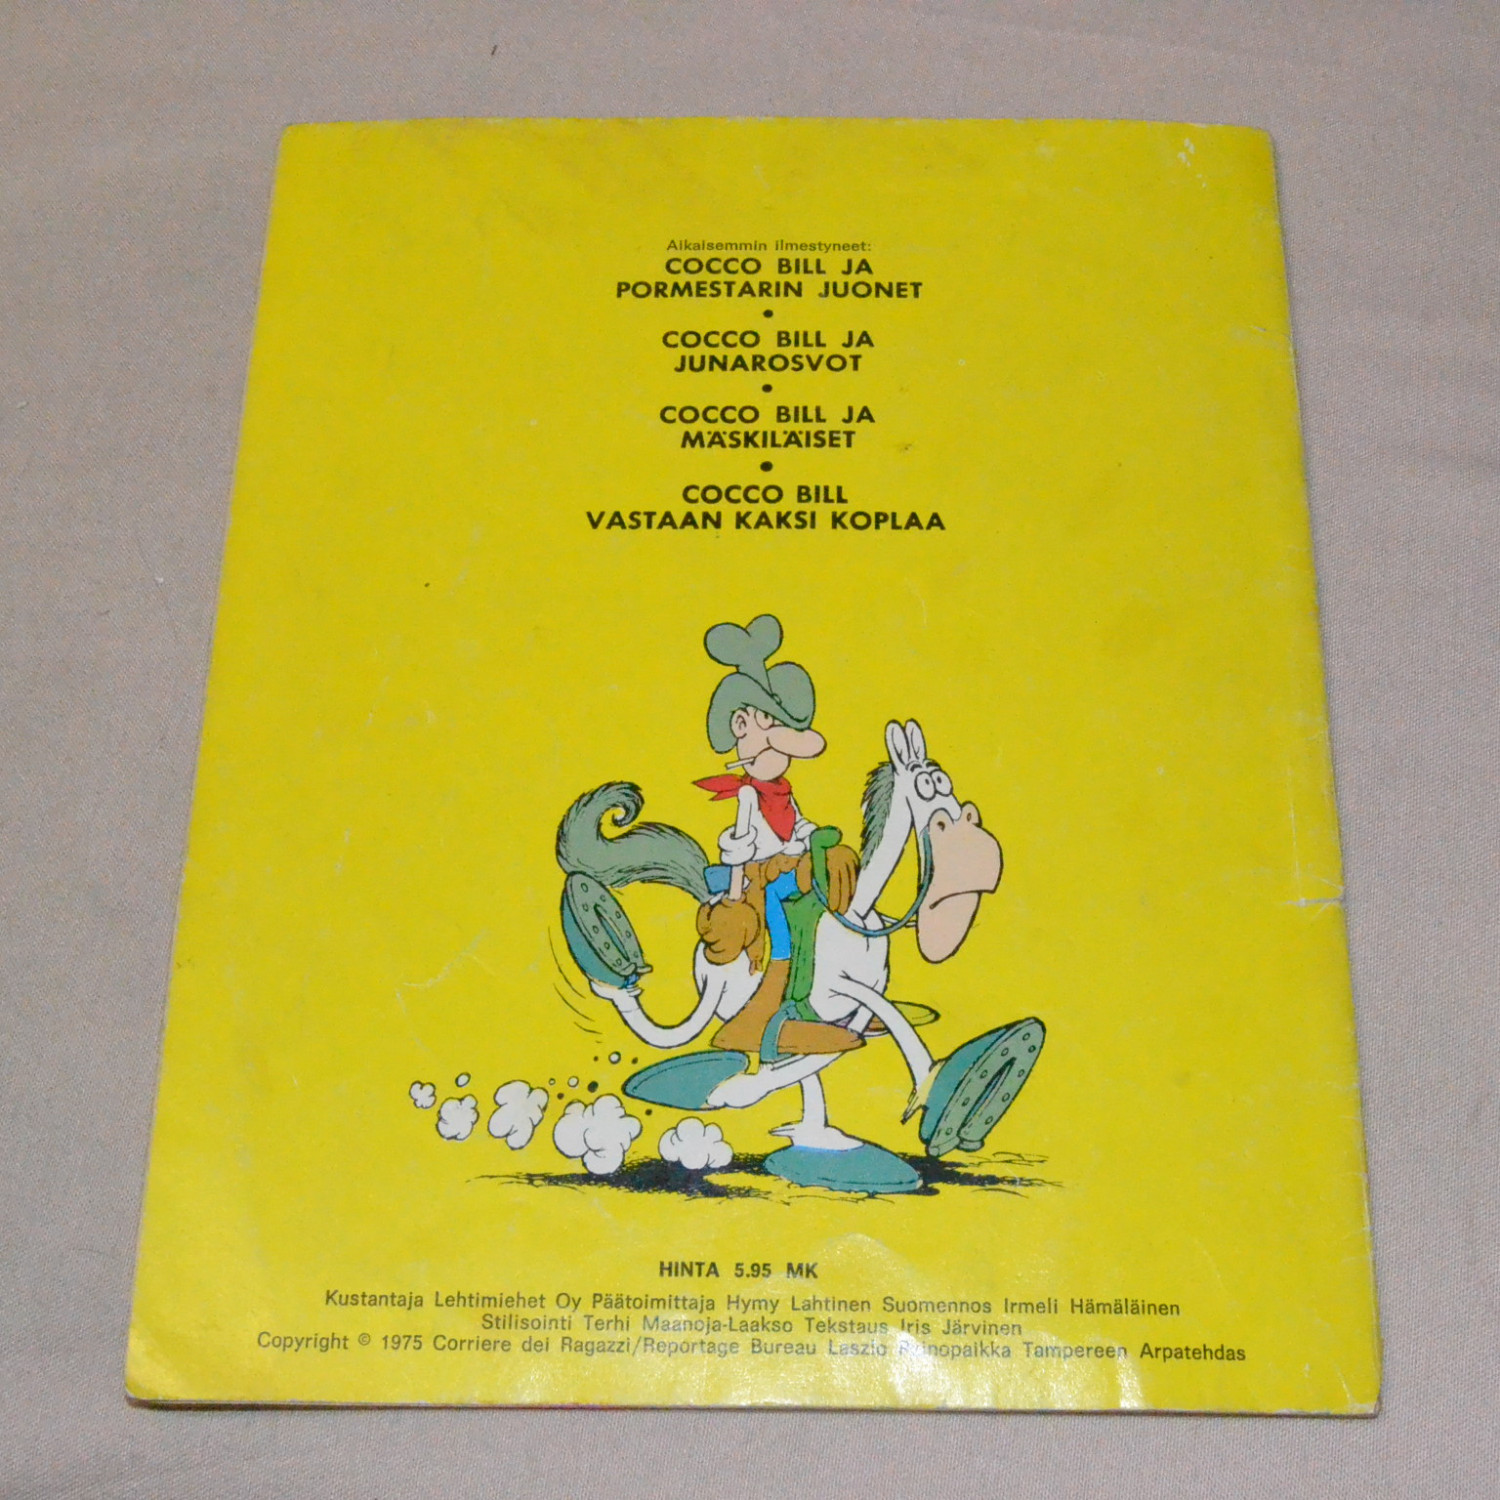 Aikaisemmin ilmestyneet:
COCCO BILL JA
PORMESTARIN JUONET
•
COCCO BILL JA
JUNAROSVOT
•
COCCO BILL JA
MÄSKILÄISET
•
COCCO BILL
VASTAAN KAKSI KOPLAA
HINTA 5.95 MK
Kustantaja Lehtimiehet Oy Päätoimittaja Hymy Lahtinen Suomennos Irmeli Hämäläinen
Stilisointi Terhi Maanoja-Laakso Tekstaus Iris Järvinen
Copyright © 1975 Corriere dei Ragazzi/Reportage Bureau Laszlo Painopaikka Tampereen Arpatehdas